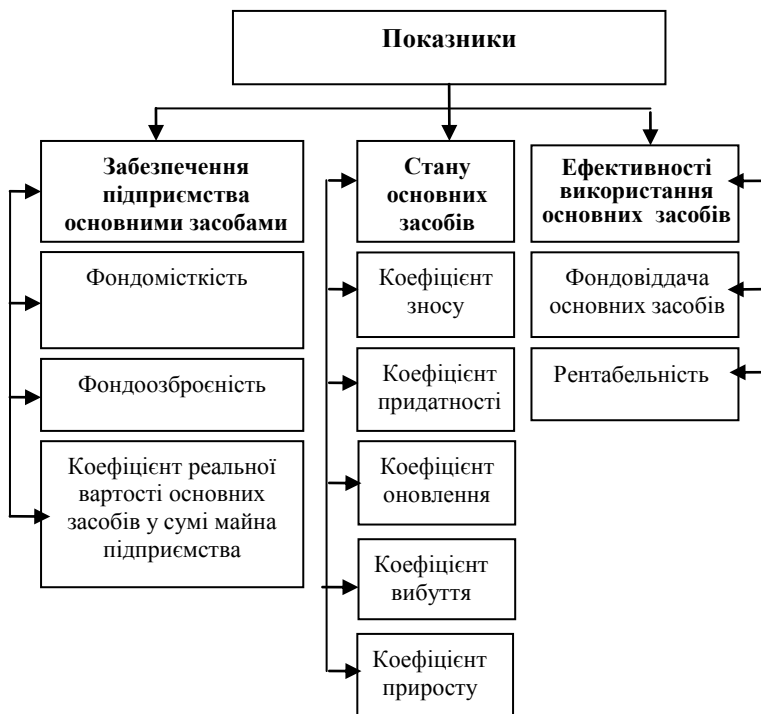 Показники
Забезпечення
підприємства
основними засобами
Фондомісткість
Фондоозброєність
Коефіцієнт реальної
вартості основних
засобів у сумі майна
підприємства
Стану
основних
засобів
Коефіцієнт
зносу
Коефіцієнт
придатності
Коефіцієнт
оновлення
Коефіцієнт
вибуття
Коефіцієнт
приросту
Ефективності
використання
основних засобів
Фондовіддача
основних засобів
Рентабельність